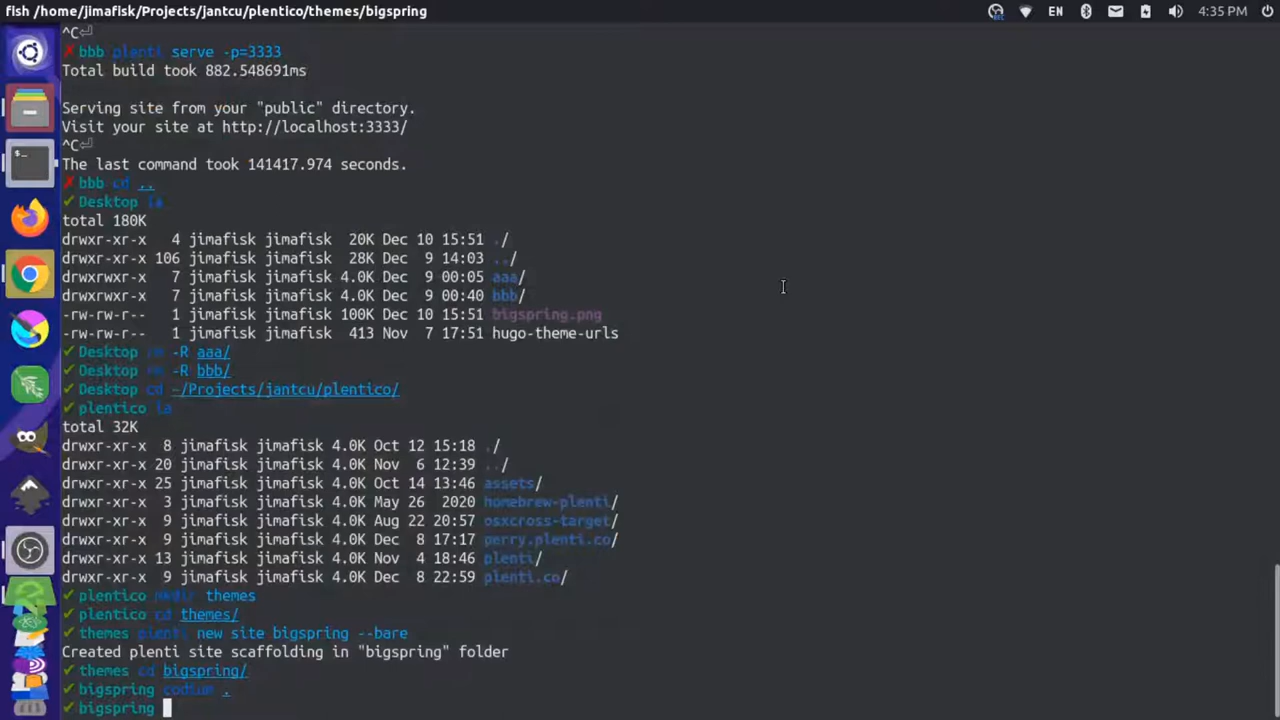 fish /home/jimafisk/Projects/jantcu/plentico/themes/bigspring
EN
4:35 PM
^C⏎
✗ bbb plenti serve -p=3333
Total build took 882.548691ms
Serving site from your "public" directory.
Visit your site at http://localhost:3333/
^C⏎
The last command took 141417.974 seconds.
✗ bbb cd ..
✔ Desktop la
total 180K
drwxr-xr-x   4 jimafisk jimafisk  20K Dec 10 15:51 ./
drwxr-xr-x 106 jimafisk jimafisk  28K Dec  9 14:03 ../
drwxrwxr-x   7 jimafisk jimafisk 4.0K Dec  9 00:05 aaa/
drwxrwxr-x   7 jimafisk jimafisk 4.0K Dec  9 00:40 bbb/
-rw-rw-r--   1 jimafisk jimafisk 100K Dec 10 15:51 bigspring.png
-rw-rw-r--   1 jimafisk jimafisk  413 Nov  7 17:51 hugo-theme-urls
✔ Desktop rm -R aaa/
✔ Desktop rm -R bbb/
✔ Desktop cd ~/Projects/jantcu/plentico/
✔ plentico la
total 32K
drwxr-xr-x  8 jimafisk jimafisk 4.0K Oct 12 15:18 ./
drwxr-xr-x 20 jimafisk jimafisk 4.0K Nov  6 12:39 ../
drwxr-xr-x 25 jimafisk jimafisk 4.0K Oct 14 13:46 assets/
drwxr-xr-x  3 jimafisk jimafisk 4.0K May 26  2020 homebrew-plenti/
drwxr-xr-x  9 jimafisk jimafisk 4.0K Aug 22 20:57 osxcross-target/
drwxr-xr-x  9 jimafisk jimafisk 4.0K Dec  8 17:17 perry.plenti.co/
drwxr-xr-x 13 jimafisk jimafisk 4.0K Nov  4 18:46 plenti/
drwxr-xr-x  9 jimafisk jimafisk 4.0K Dec  8 22:59 plenti.co/
✔ plentico mkdir themes
✔ plentico cd themes/
✔ themes plenti new site bigspring --bare
Created plenti site scaffolding in "bigspring" folder
✔ themes cd bigspring/
✔ bigspring codium .
✔ bigspring